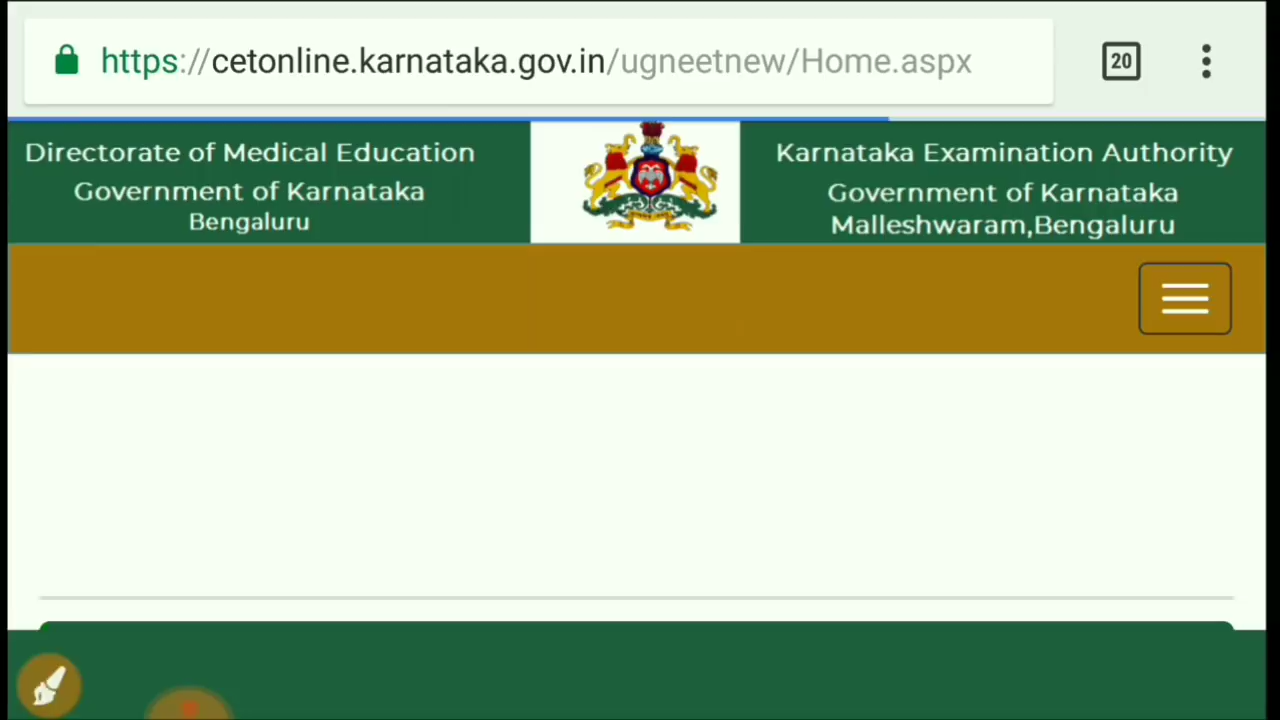 https://cetonline.karnataka.gov.in/ugneetnew/Home.aspx
20
Directorate of Medical Education
Government of Karnataka
Bengaluru
Karnataka Examination Authority
Government of Karnataka
Malleshwaram,Bengaluru